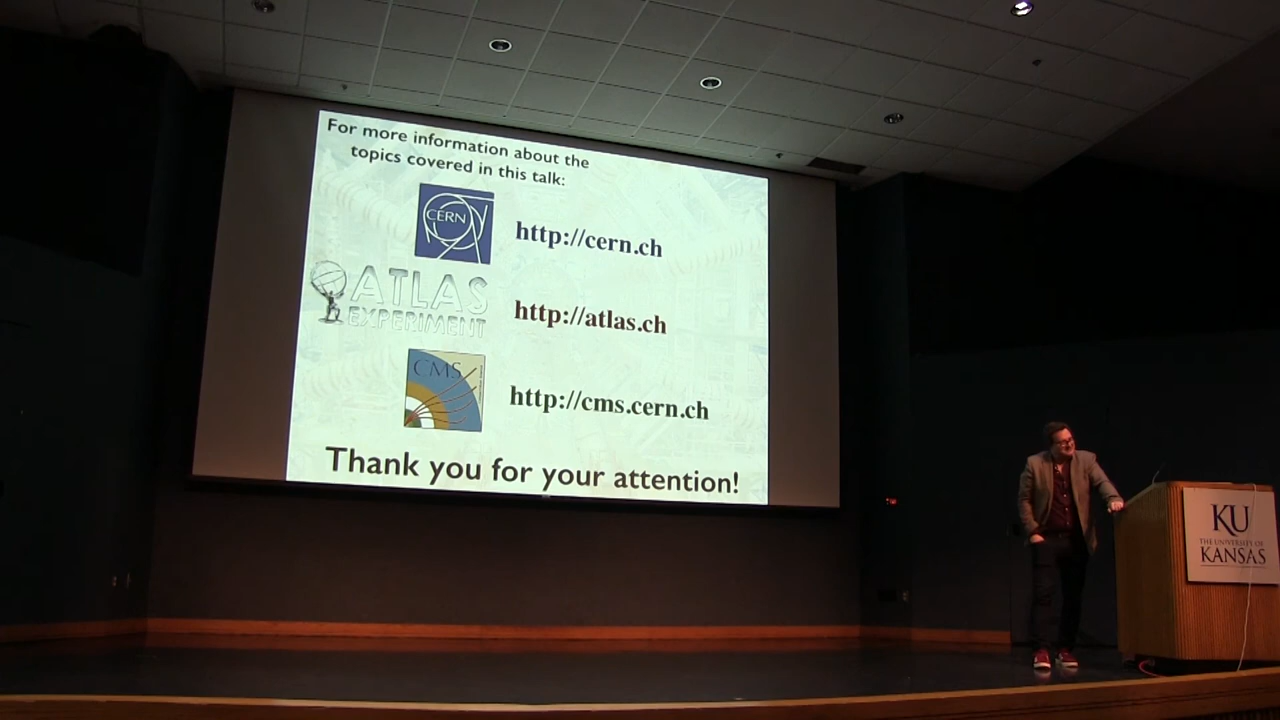 For more information about the
topics covered in this talk:
CERN
http://cern.ch
ATLAS
EXPERIMENT
http://atlas.ch
CMS
http://cms.cern.ch
Thank you for your attention!
KU
THE UNIVERSITY OF
KANSAS